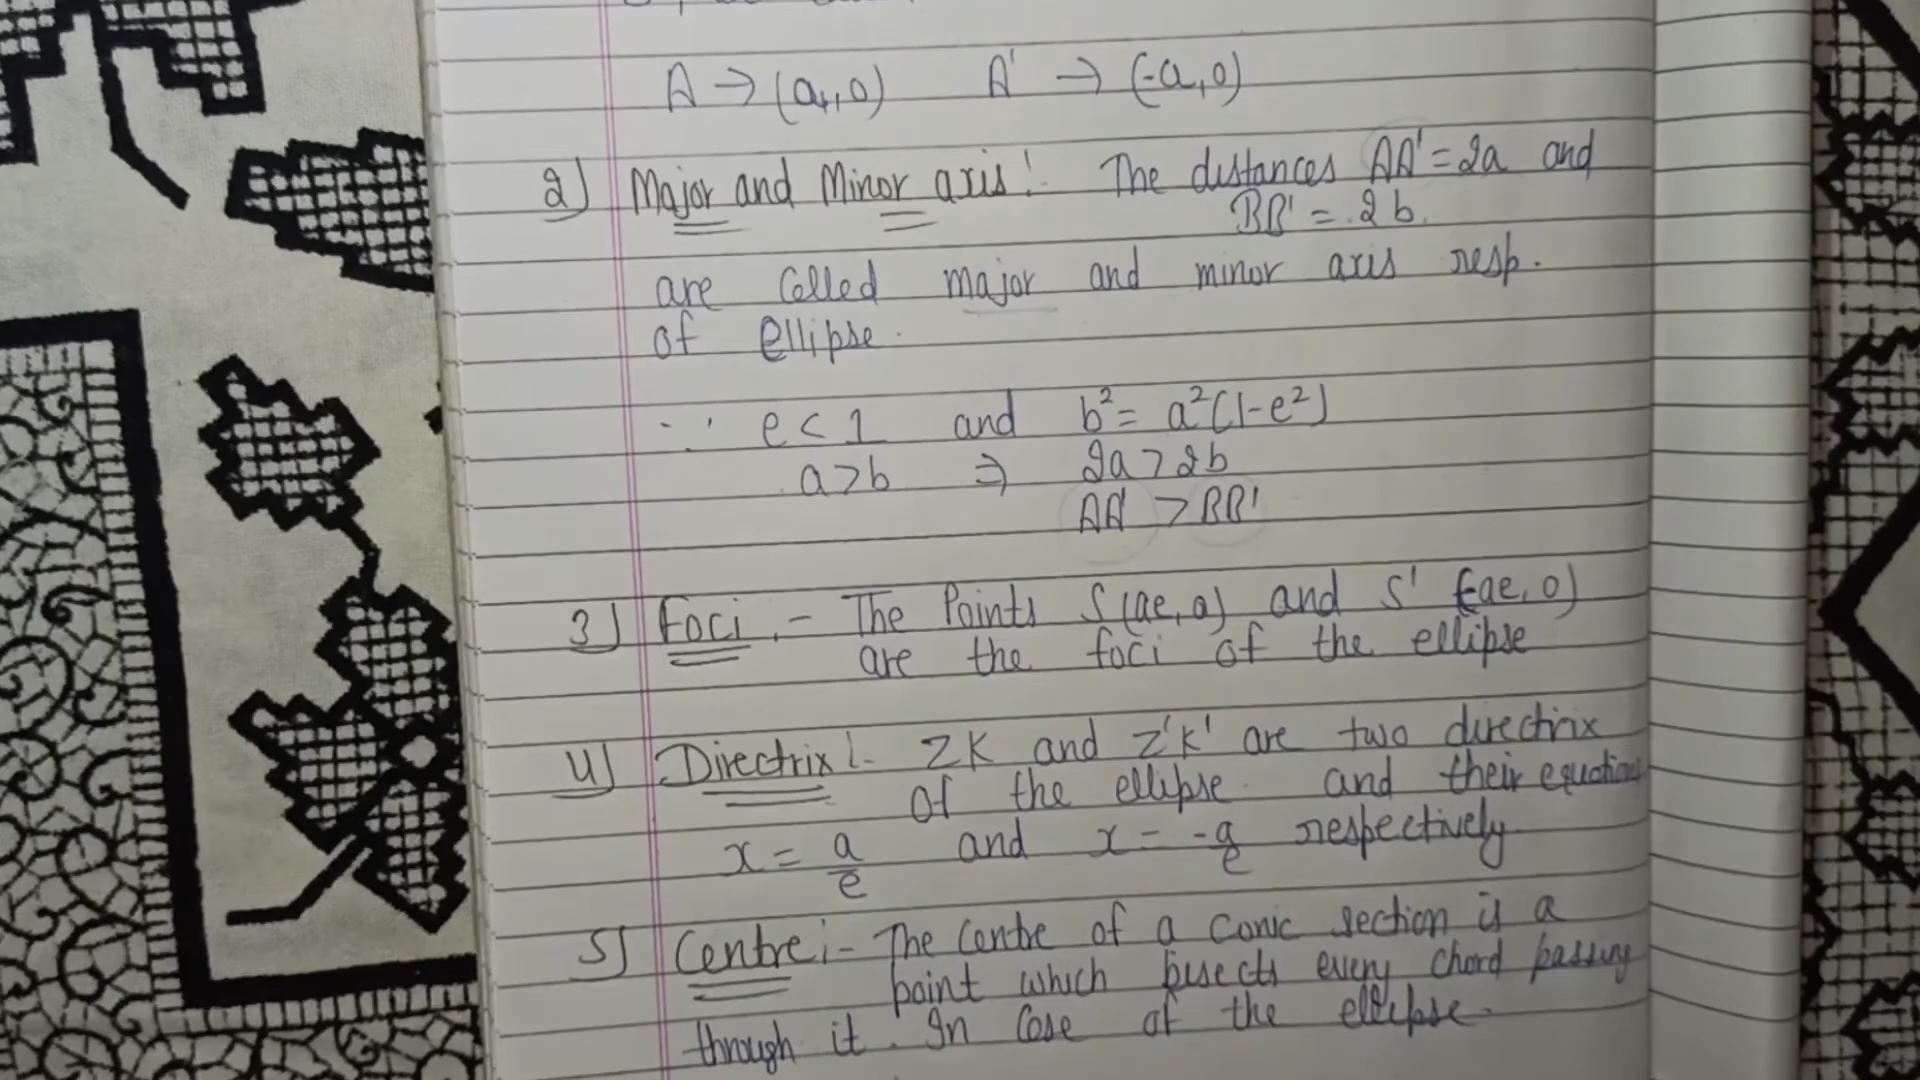 A → (a,0) A' → (-a,0)
2) Major and Minor axis! The distances AA' = 2a and
BB' = 2b.
are Called major and minor axis resp.
of ellipse.
∵ e < 1 and b² = a²(1-e²)
a>b ⇒ 2a > 2b
AA' > BB'
3) Foci :- The Points S(ae, o) and S' (-ae, o)
are the foci of the ellipse
4) Directrix!- ZK and Z'K' are two directrix
of the ellipse. and their equations
x = a/e and x = -a/e respectively
5) Centre :- The Centre of a Conic section is a
point which bisects every chord passing
through it. In Case of the ellipse.